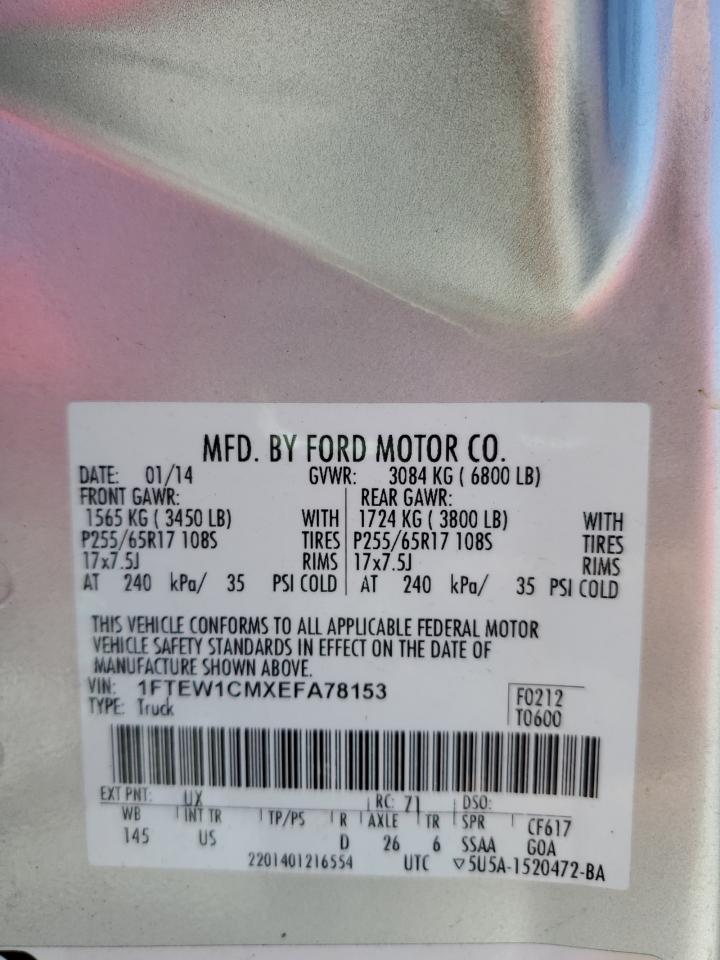 MFD. BY FORD MOTOR CO.
DATE: 01/14 GVWR: 3084 KG ( 6800 LB)
FRONT GAWR: REAR GAWR:
1565 KG ( 3450 LB) WITH 1724 KG ( 3800 LB) WITH
P255/65R17 108S TIRES P255/65R17 108S TIRES
17x7.5J RIMS 17x7.5J RIMS
AT 240 kPa/ 35 PSI COLD AT 240 kPa/ 35 PSI COLD
THIS VEHICLE CONFORMS TO ALL APPLICABLE FEDERAL MOTOR
VEHICLE SAFETY STANDARDS IN EFFECT ON THE DATE OF
MANUFACTURE SHOWN ABOVE.
VIN: 1FTEW1CMXEFA78153 F0212
TYPE: Truck T0600
EXT PNT: UX RC: 71 DSO:
WB INT TR TP/PS R AXLE TR SPR CF617
145 US D 26 6 SSAA GOA
2201401216554 UTC ▽5U5A-1520472-BA